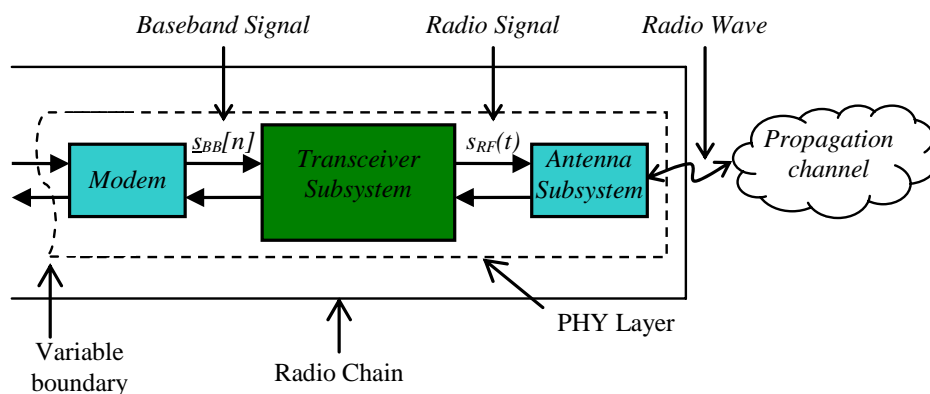 Baseband Signal
Radio Signal
Radio Wave
s_BB[n]
s_RF(t)
Modem
Transceiver
Subsystem
Antenna
Subsystem
Propagation
channel
PHY Layer
Variable
boundary
Radio Chain